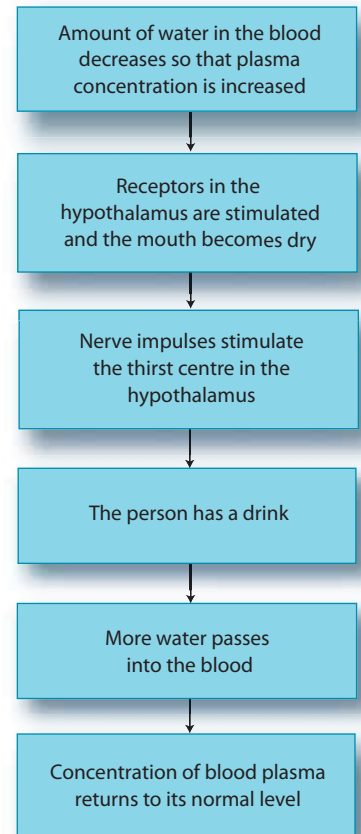 Amount of water in the blood
decreases so that plasma
concentration is increased
Receptors in the
hypothalamus are stimulated
and the mouth becomes dry
Nerve impulses stimulate
the thirst centre in the
hypothalamus
The person has a drink
More water passes
into the blood
Concentration of blood plasma
returns to its normal level